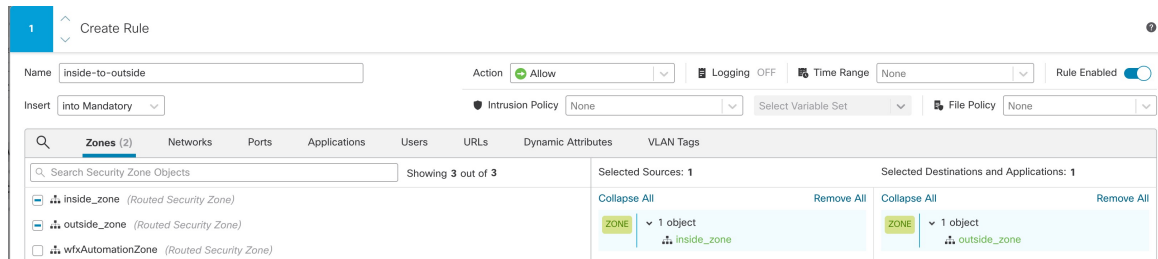 1 Create Rule
Name inside-to-outside Action Allow Logging OFF Time Range None Rule Enabled
Insert into Mandatory Intrusion Policy None Select Variable Set File Policy None
Zones (2) Networks Ports Applications Users URLs Dynamic Attributes VLAN Tags
Search Security Zone Objects Showing 3 out of 3 Selected Sources: 1 Selected Destinations and Applications: 1
Collapse All Remove All Collapse All Remove All
inside_zone (Routed Security Zone) ZONE 1 object ZONE 1 object
outside_zone (Routed Security Zone) inside_zone outside_zone
wfxAutomationZone (Routed Security Zone)